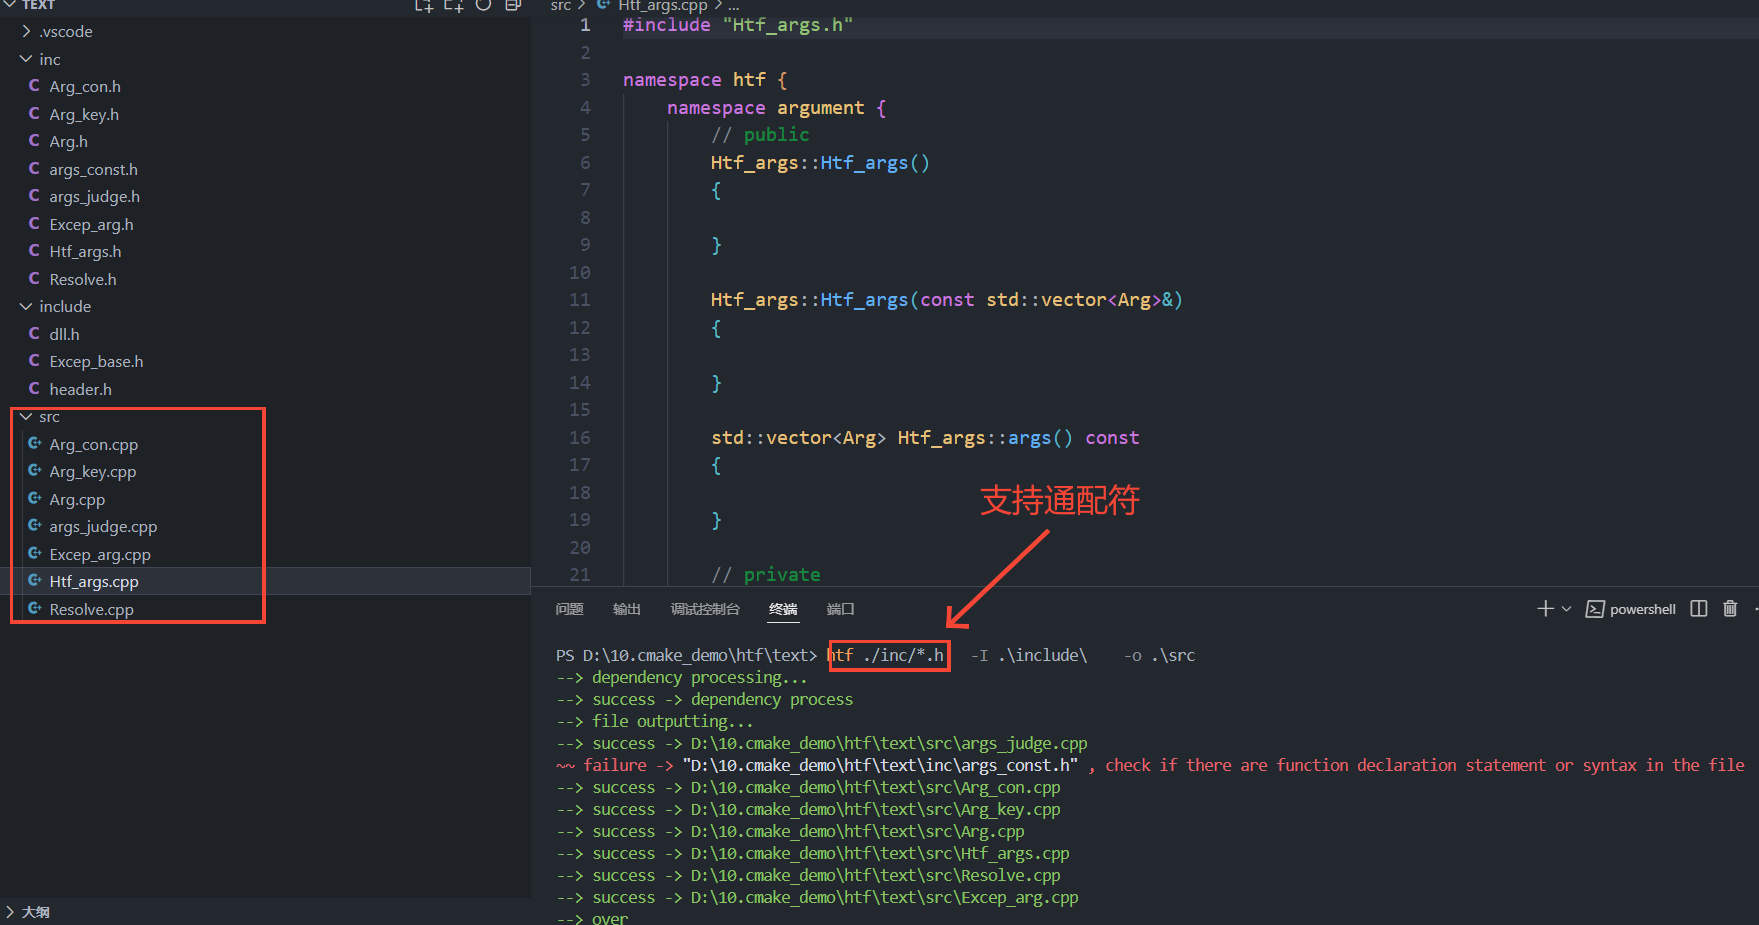 TEXT
.vscode
inc
Arg_con.h
Arg_key.h
Arg.h
args_const.h
args_judge.h
Excep_arg.h
Htf_args.h
Resolve.h
include
dll.h
Excep_base.h
header.h
src
Arg_con.cpp
Arg_key.cpp
Arg.cpp
args_judge.cpp
Excep_arg.cpp
Htf_args.cpp
Resolve.cpp
大纲
src > Htf_args.cpp > ...
1 #include "Htf_args.h"
2
3 namespace htf {
4 namespace argument {
5 // public
6 Htf_args::Htf_args()
7 {
8
9 }
10
11 Htf_args::Htf_args(const std::vector<Arg>&)
12 {
13
14 }
15
16 std::vector<Arg> Htf_args::args() const
17 {
18
19 }
20
21 // private
支持通配符
问题 输出 调试控制台 终端 端口
powershell
PS D:\10.cmake_demo\htf\text> htf ./inc/*.h -I .\include\ -o .\src
--> dependency processing...
--> success -> dependency process
--> file outputting...
--> success -> D:\10.cmake_demo\htf\text\src\args_judge.cpp
~~ failure -> "D:\10.cmake_demo\htf\text\inc\args_const.h" , check if there are function declaration statement or syntax in the file
--> success -> D:\10.cmake_demo\htf\text\src\Arg_con.cpp
--> success -> D:\10.cmake_demo\htf\text\src\Arg_key.cpp
--> success -> D:\10.cmake_demo\htf\text\src\Arg.cpp
--> success -> D:\10.cmake_demo\htf\text\src\Htf_args.cpp
--> success -> D:\10.cmake_demo\htf\text\src\Resolve.cpp
--> success -> D:\10.cmake_demo\htf\text\src\Excep_arg.cpp
--> over